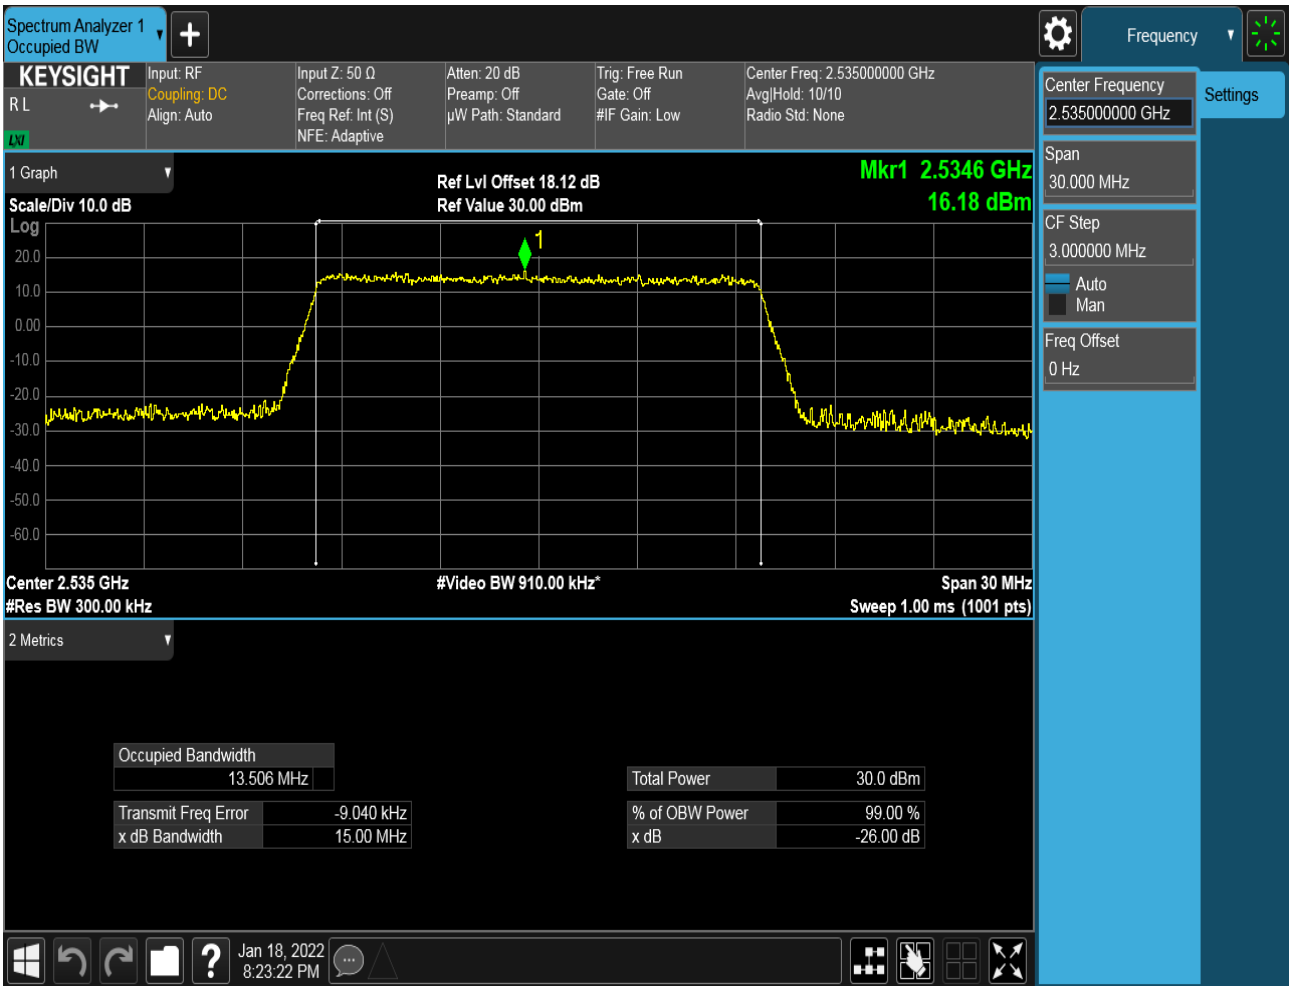 Spectrum Analyzer 1
Occupied BW
Frequency
KEYSIGHT
R L
LXI
Input: RF
Coupling: DC
Align: Auto
Input Z: 50 Ω
Corrections: Off
Freq Ref: Int (S)
NFE: Adaptive
Atten: 20 dB
Preamp: Off
µW Path: Standard
Trig: Free Run
Gate: Off
#IF Gain: Low
Center Freq: 2.535000000 GHz
Avg|Hold: 10/10
Radio Std: None
Center Frequency
2.535000000 GHz
Settings
Span
30.000 MHz
CF Step
3.000000 MHz
Auto
Man
Freq Offset
0 Hz
1 Graph
Scale/Div 10.0 dB
Log
Ref Lvl Offset 18.12 dB
Ref Value 30.00 dBm
Mkr1 2.5346 GHz
16.18 dBm
1
20.0
10.0
0.00
-10.0
-20.0
-30.0
-40.0
-50.0
-60.0
Center 2.535 GHz
#Res BW 300.00 kHz
#Video BW 910.00 kHz*
Span 30 MHz
Sweep 1.00 ms (1001 pts)
2 Metrics
Occupied Bandwidth
13.506 MHz
Transmit Freq Error -9.040 kHz
x dB Bandwidth 15.00 MHz
Total Power 30.0 dBm
% of OBW Power 99.00 %
x dB -26.00 dB
?
Jan 18, 2022
8:23:22 PM